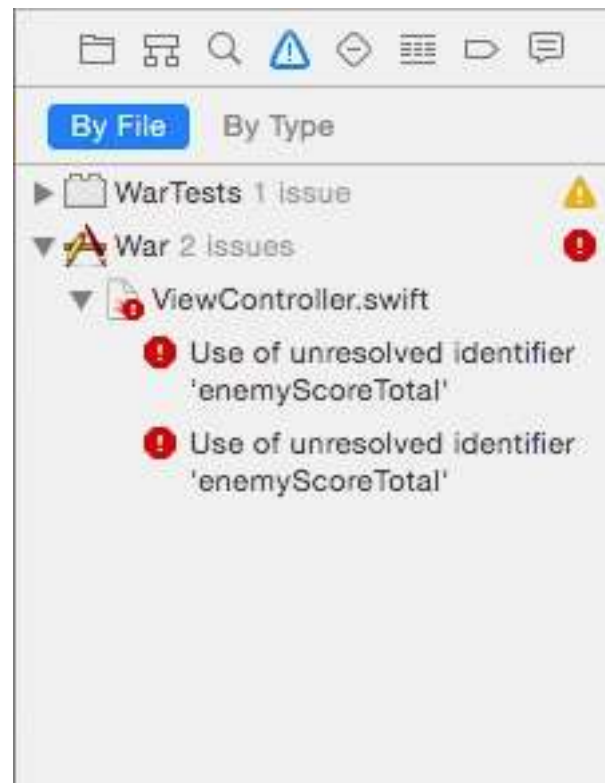 By File By Type
WarTests 1 issue
War 2 issues
ViewController.swift
Use of unresolved identifier
'enemyScoreTotal'
Use of unresolved identifier
'enemyScoreTotal'